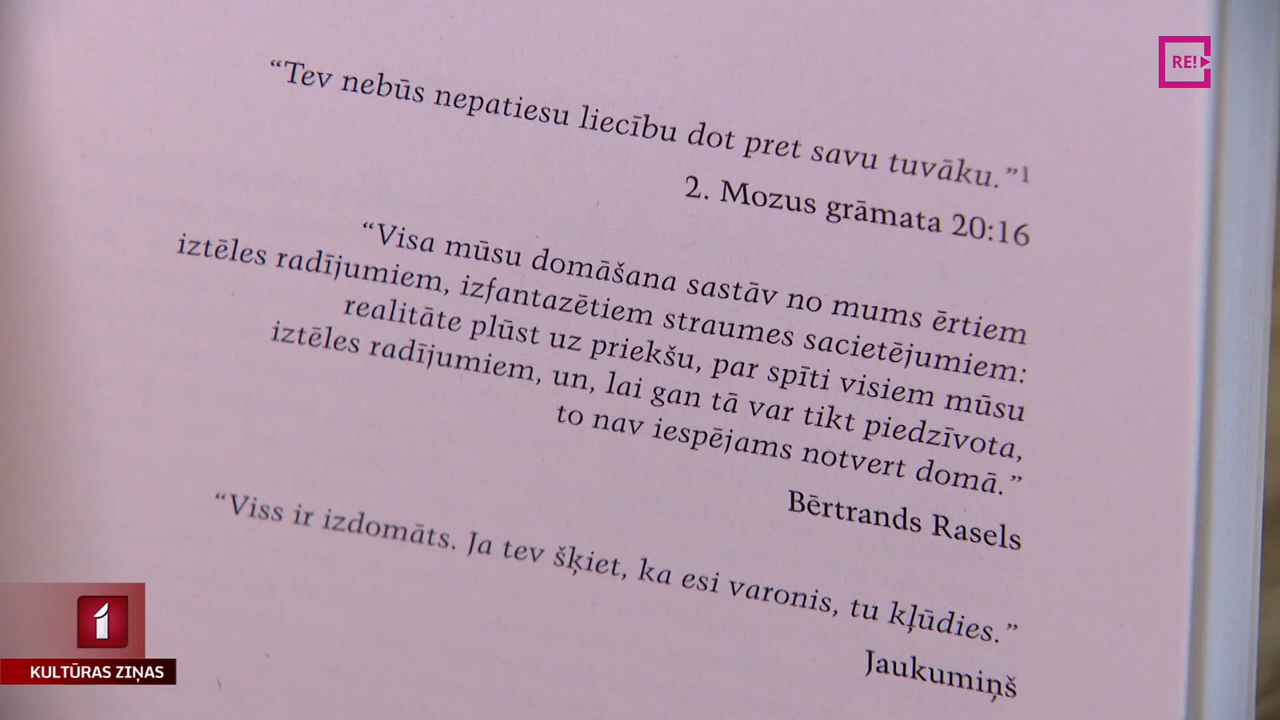 RE!
“Tev nebūs nepatiesu liecību dot pret savu tuvāku.”¹
2. Mozus grāmata 20:16
“Visa mūsu domāšana sastāv no mums ērtiem
iztēles radījumiem, izfantazētiem straumes sacietējumiem:
realitāte plūst uz priekšu, par spīti visiem mūsu
iztēles radījumiem, un, lai gan tā var tikt piedzīvota,
to nav iespējams notvert domā.”
Bērtrands Rasels
“Viss ir izdomāts. Ja tev šķiet, ka esi varonis, tu kļūdies.”
Jaukumiņš
1
KULTŪRAS ZIŅAS